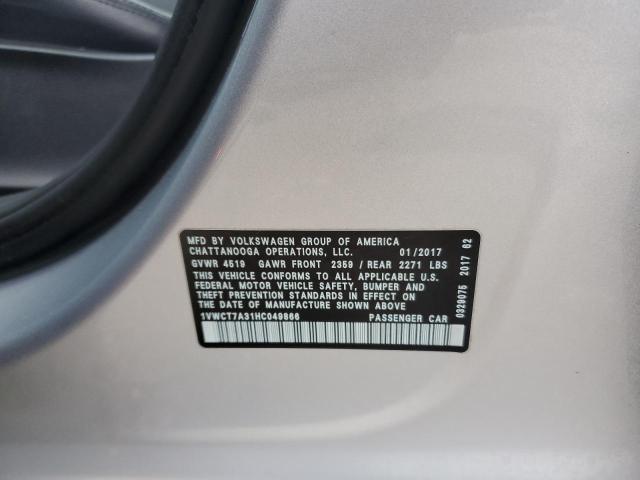 MFD BY VOLKSWAGEN GROUP OF AMERICA
CHATTANOOGA OPERATIONS, LLC. 01/2017
GVWR 4519 GAWR FRONT 2359 / REAR 2271 LBS
THIS VEHICLE CONFORMS TO ALL APPLICABLE U.S.
FEDERAL MOTOR VEHICLE SAFETY, BUMPER AND
THEFT PREVENTION STANDARDS IN EFFECT ON
THE DATE OF MANUFACTURE SHOWN ABOVE
1VWCT7A31HC049866 PASSENGER CAR
0329075 2017 62